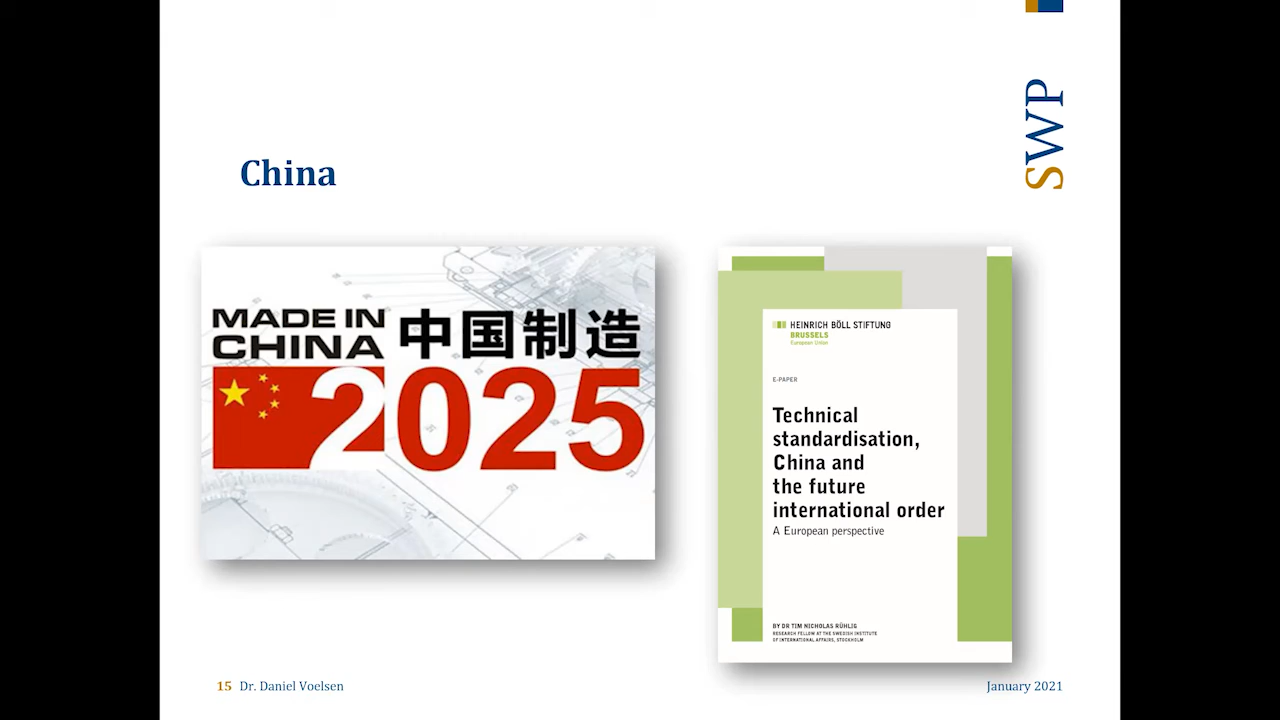 SWP
China
MADE IN
CHINA
中国制造
2025
HEINRICH BÖLL STIFTUNG
BRUSSELS
European Union
E-PAPER
Technical
standardisation,
China and
the future
international order
A European perspective
BY DR TIM NICHOLAS RÜHLIG
RESEARCH FELLOW AT THE SWEDISH INSTITUTE
OF INTERNATIONAL AFFAIRS, STOCKHOLM
15 Dr. Daniel Voelsen
January 2021